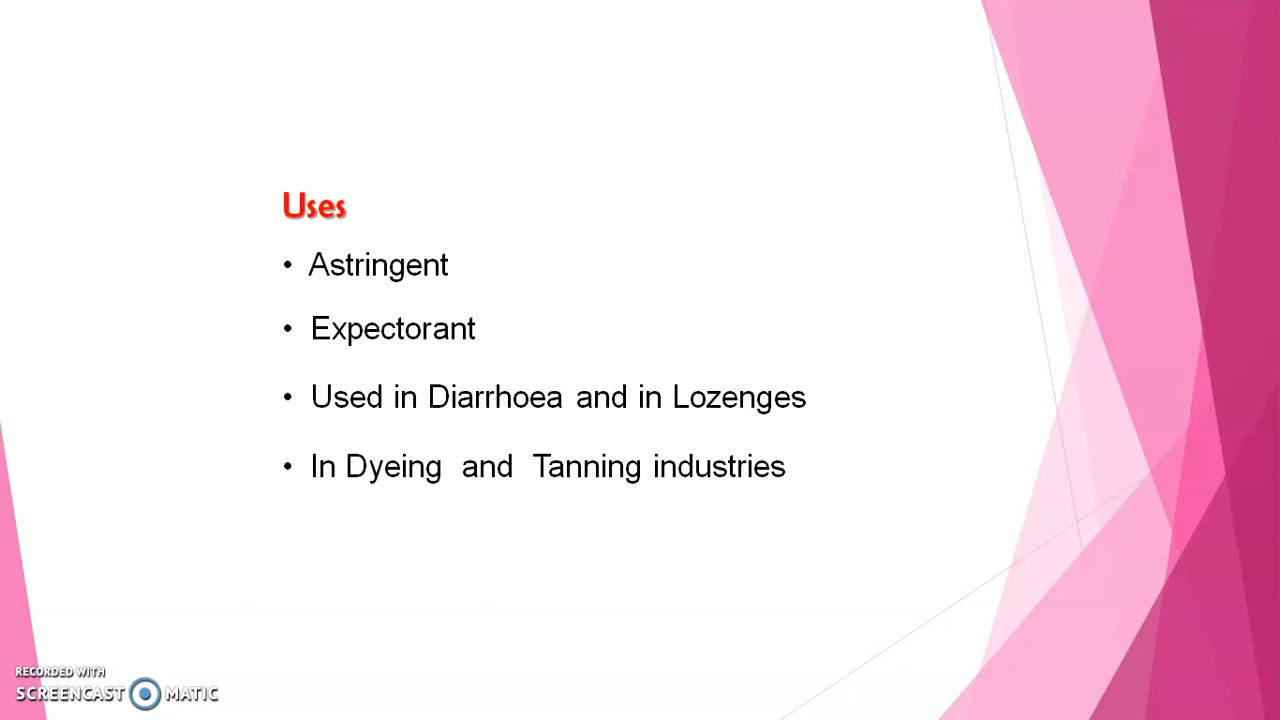 Uses
• Astringent
• Expectorant
• Used in Diarrhoea and in Lozenges
• In Dyeing and Tanning industries
RECORDED WITH
SCREENCAST MATIC